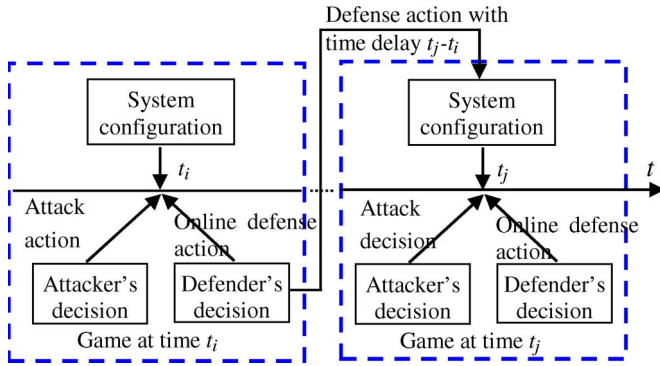 Defense action with
time delay tj-ti
System
configuration
ti
Attack
action
Online defense
action
Attacker's
decision
Defender's
decision
Game at time ti
System
configuration
tj
t
Attack
decision
Online defense
action
Attacker's
decision
Defender's
decision
Game at time tj